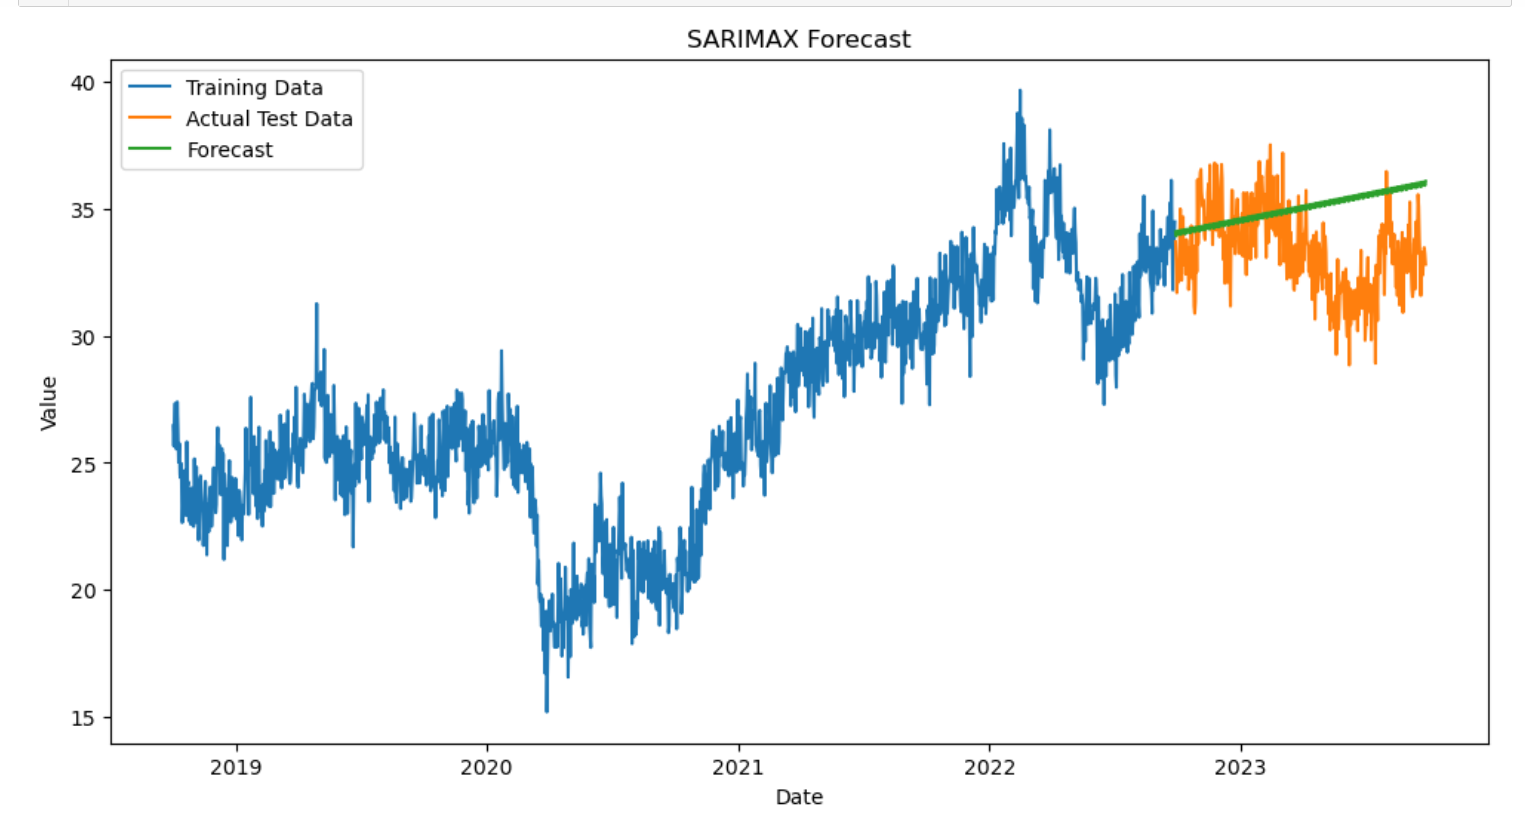 SARIMAX Forecast
Training Data
Actual Test Data
Forecast
40
35
30
25
20
15
Value
2019
2020
2021
2022
2023
Date